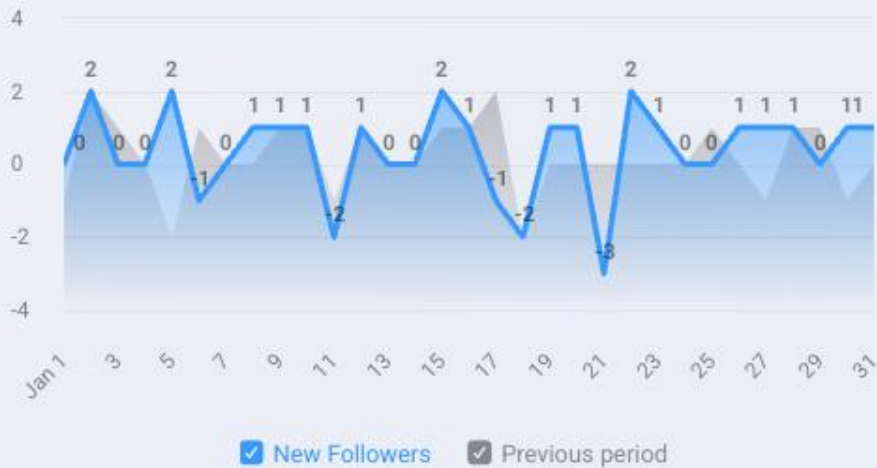 4
2
0
-2
-4
0 2 0 0 2 -1 0 1 1 1 -2 1 0 0 2 1 -1 -2 1 1 -3 2 1 0 0 1 1 1 0 11
Jan 1 3 5 7 9 11 13 15 17 19 21 23 25 27 29 31
New Followers Previous period